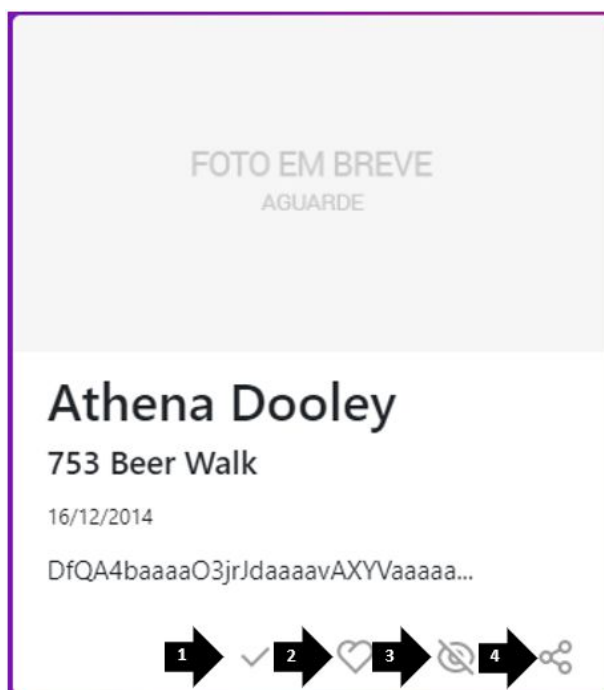 FOTO EM BREVE
AGUARDE
Athena Dooley
753 Beer Walk
16/12/2014
DfQA4baaaaO3jrJdaaaavAXYVaaaaa...
1 2 3 4